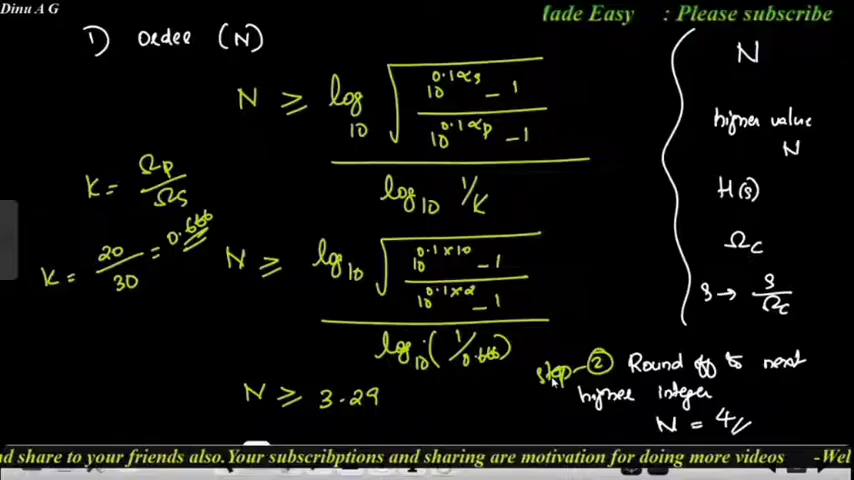 Dinu A G
Made Easy : Please subscribe
1) order (N)
N ≥ log₁₀ √((10^(0.1αs) − 1)/(10^(0.1αp) − 1)) / log₁₀ 1/K
K = Ωp/Ωs
K = 20/30 = 0.666
N ≥ log₁₀ √((10^(0.1×10) − 1)/(10^(0.1×2) − 1)) / log₁₀(1/0.666)
N ≥ 3.29
N
higher value
N
H(s)
Ωc
s → s/Ωc
step-② Round off to next
higher integer
N = 4//
nd share to your friends also.Your subscribptions and sharing are motivation for doing more videos -Wel